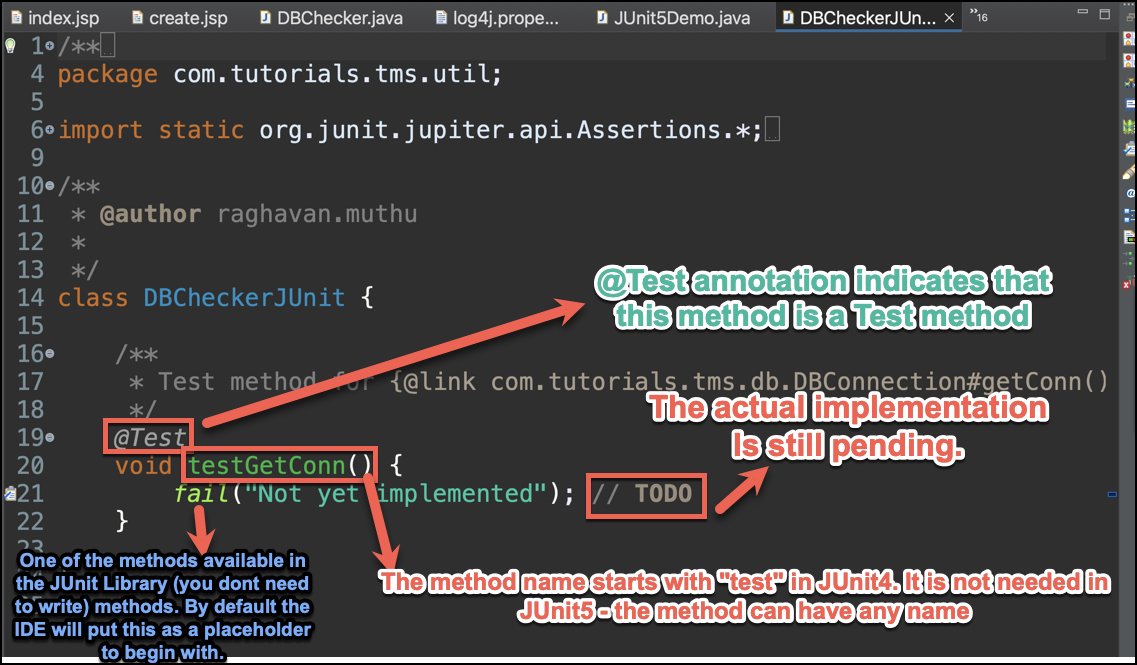 index.jsp create.jsp DBChecker.java log4j.prope... JUnit5Demo.java DBCheckerJUn... 16
1 /**
4 package com.tutorials.tms.util;
5
6 import static org.junit.jupiter.api.Assertions.*;
9
10 /**
11 * @author raghavan.muthu
12 *
13 */
14 class DBCheckerJUnit {
15
16 /**
17 * Test method for {@link com.tutorials.tms.db.DBConnection#getConn()
18 */
19 @Test
20 void testGetConn() {
21 fail("Not yet implemented"); // TODO
22 }
23
@Test annotation indicates that
this method is a Test method
The actual implementation
Is still pending.
One of the methods available in
the JUnit Library (you dont need
to write) methods. By default the
IDE will put this as a placeholder
to begin with.
The method name starts with "test" in JUnit4. It is not needed in
JUnit5 - the method can have any name